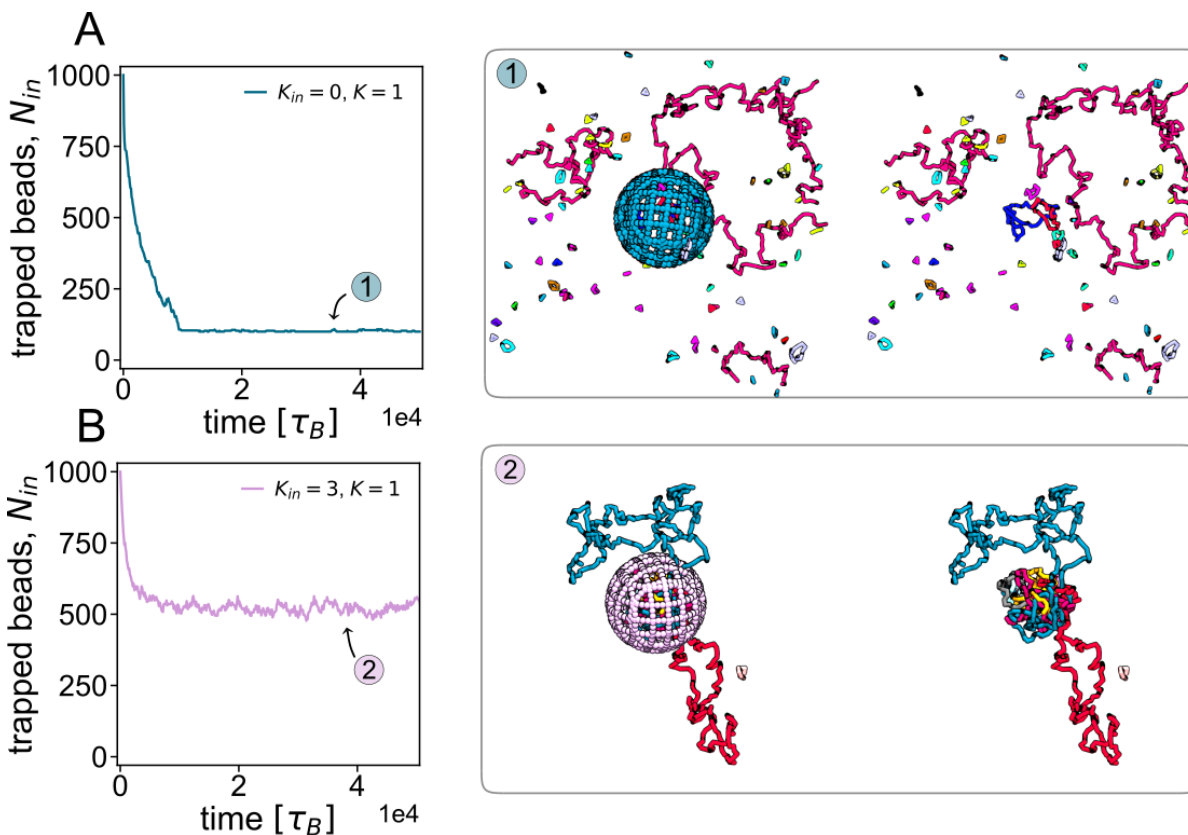 A
1000
750
500
250
0
trapped beads, N_in
K_in = 0, K = 1
1
0
2
4
1e4
time [τ_B]
1
B
1000
750
500
250
0
trapped beads, N_in
K_in = 3, K = 1
2
0
2
4
1e4
time [τ_B]
2